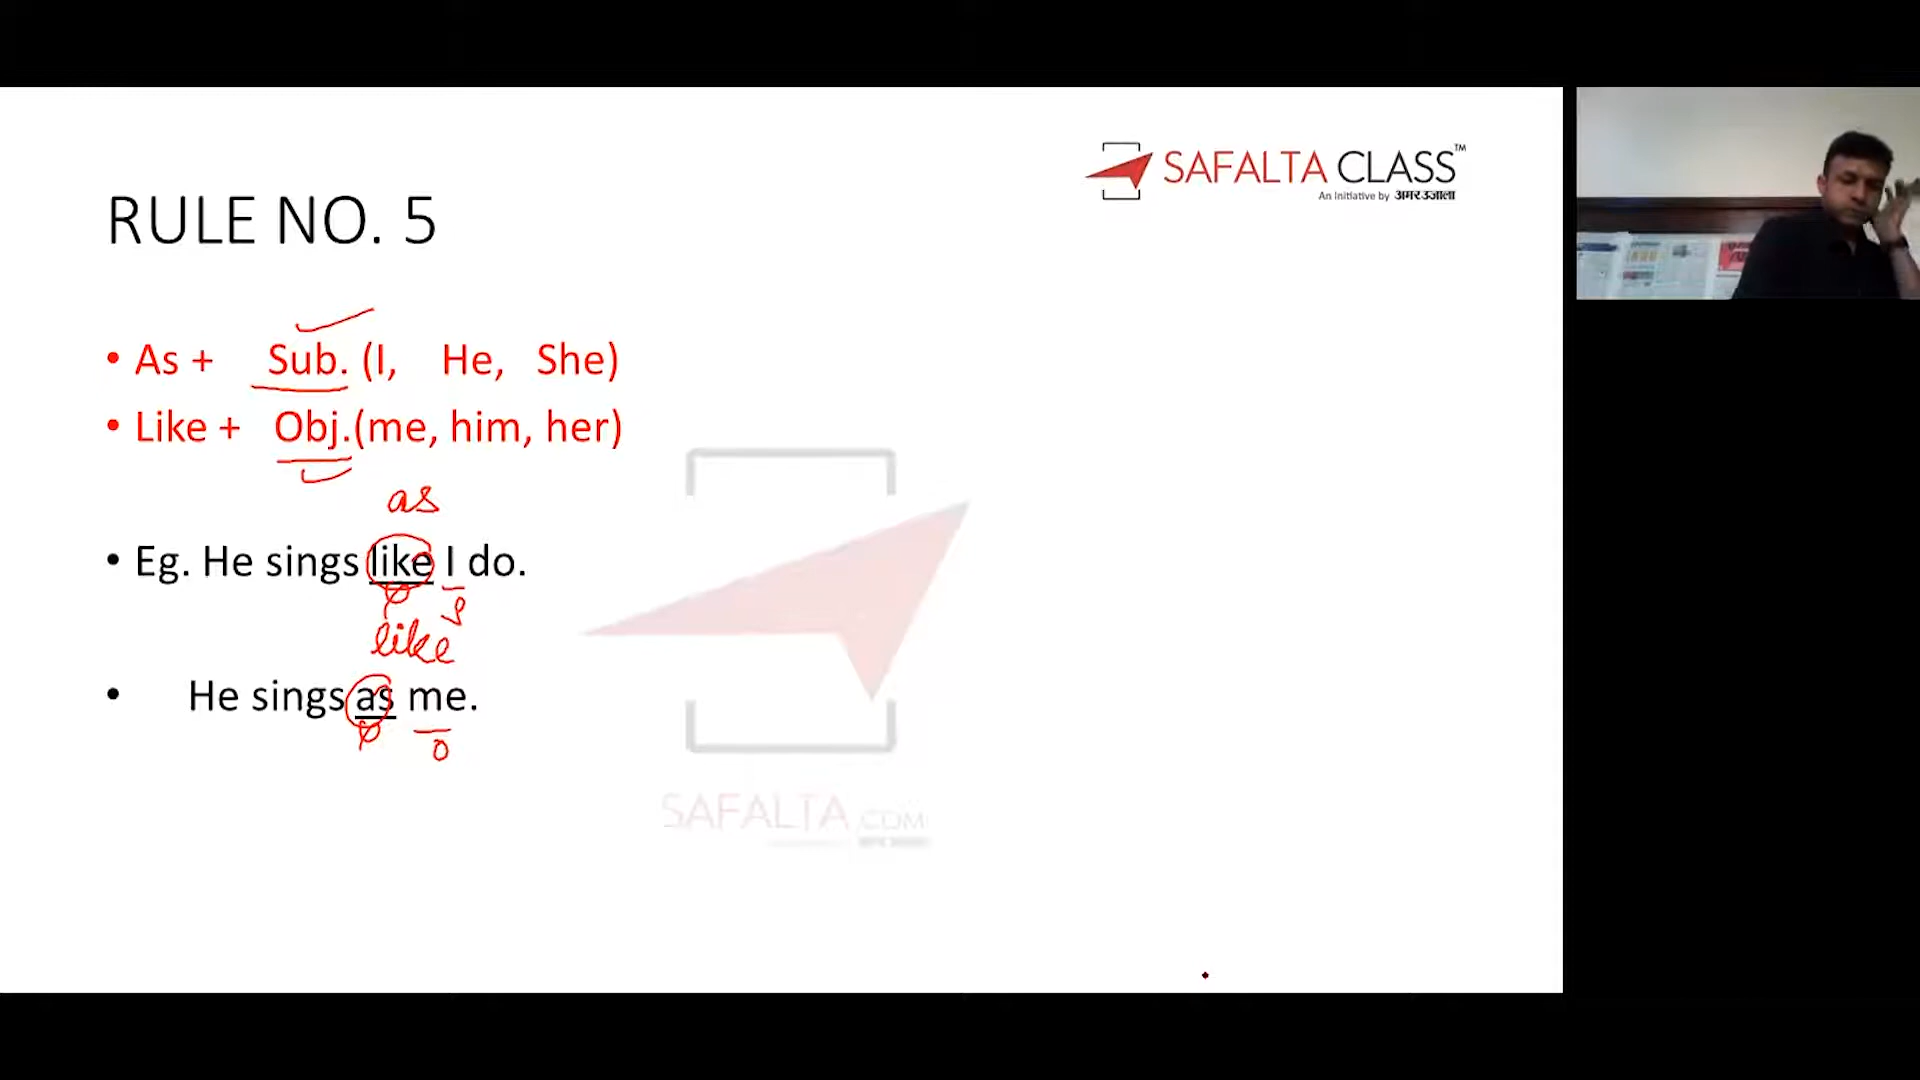 SAFALTA CLASS™
An Initiative by अमर उजाला
RULE NO. 5
• As + Sub. (I, He, She)
• Like + Obj.(me, him, her)
as
• Eg. He sings like I do.
S
like
• He sings as me.
O
SAFALTA.COM